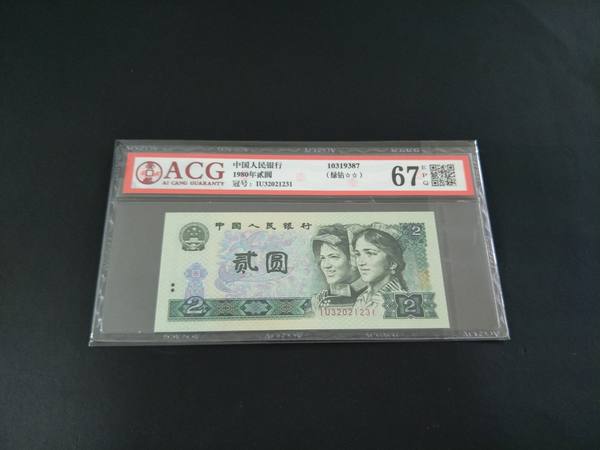 ACG
AI CANG GUARANTY
中国人民银行
1980年贰圆
冠号：IU32021231
10319387
（绿钻☆☆）
67
E
P
G
中国人民银行
2
贰圆
2
2
IU32021231